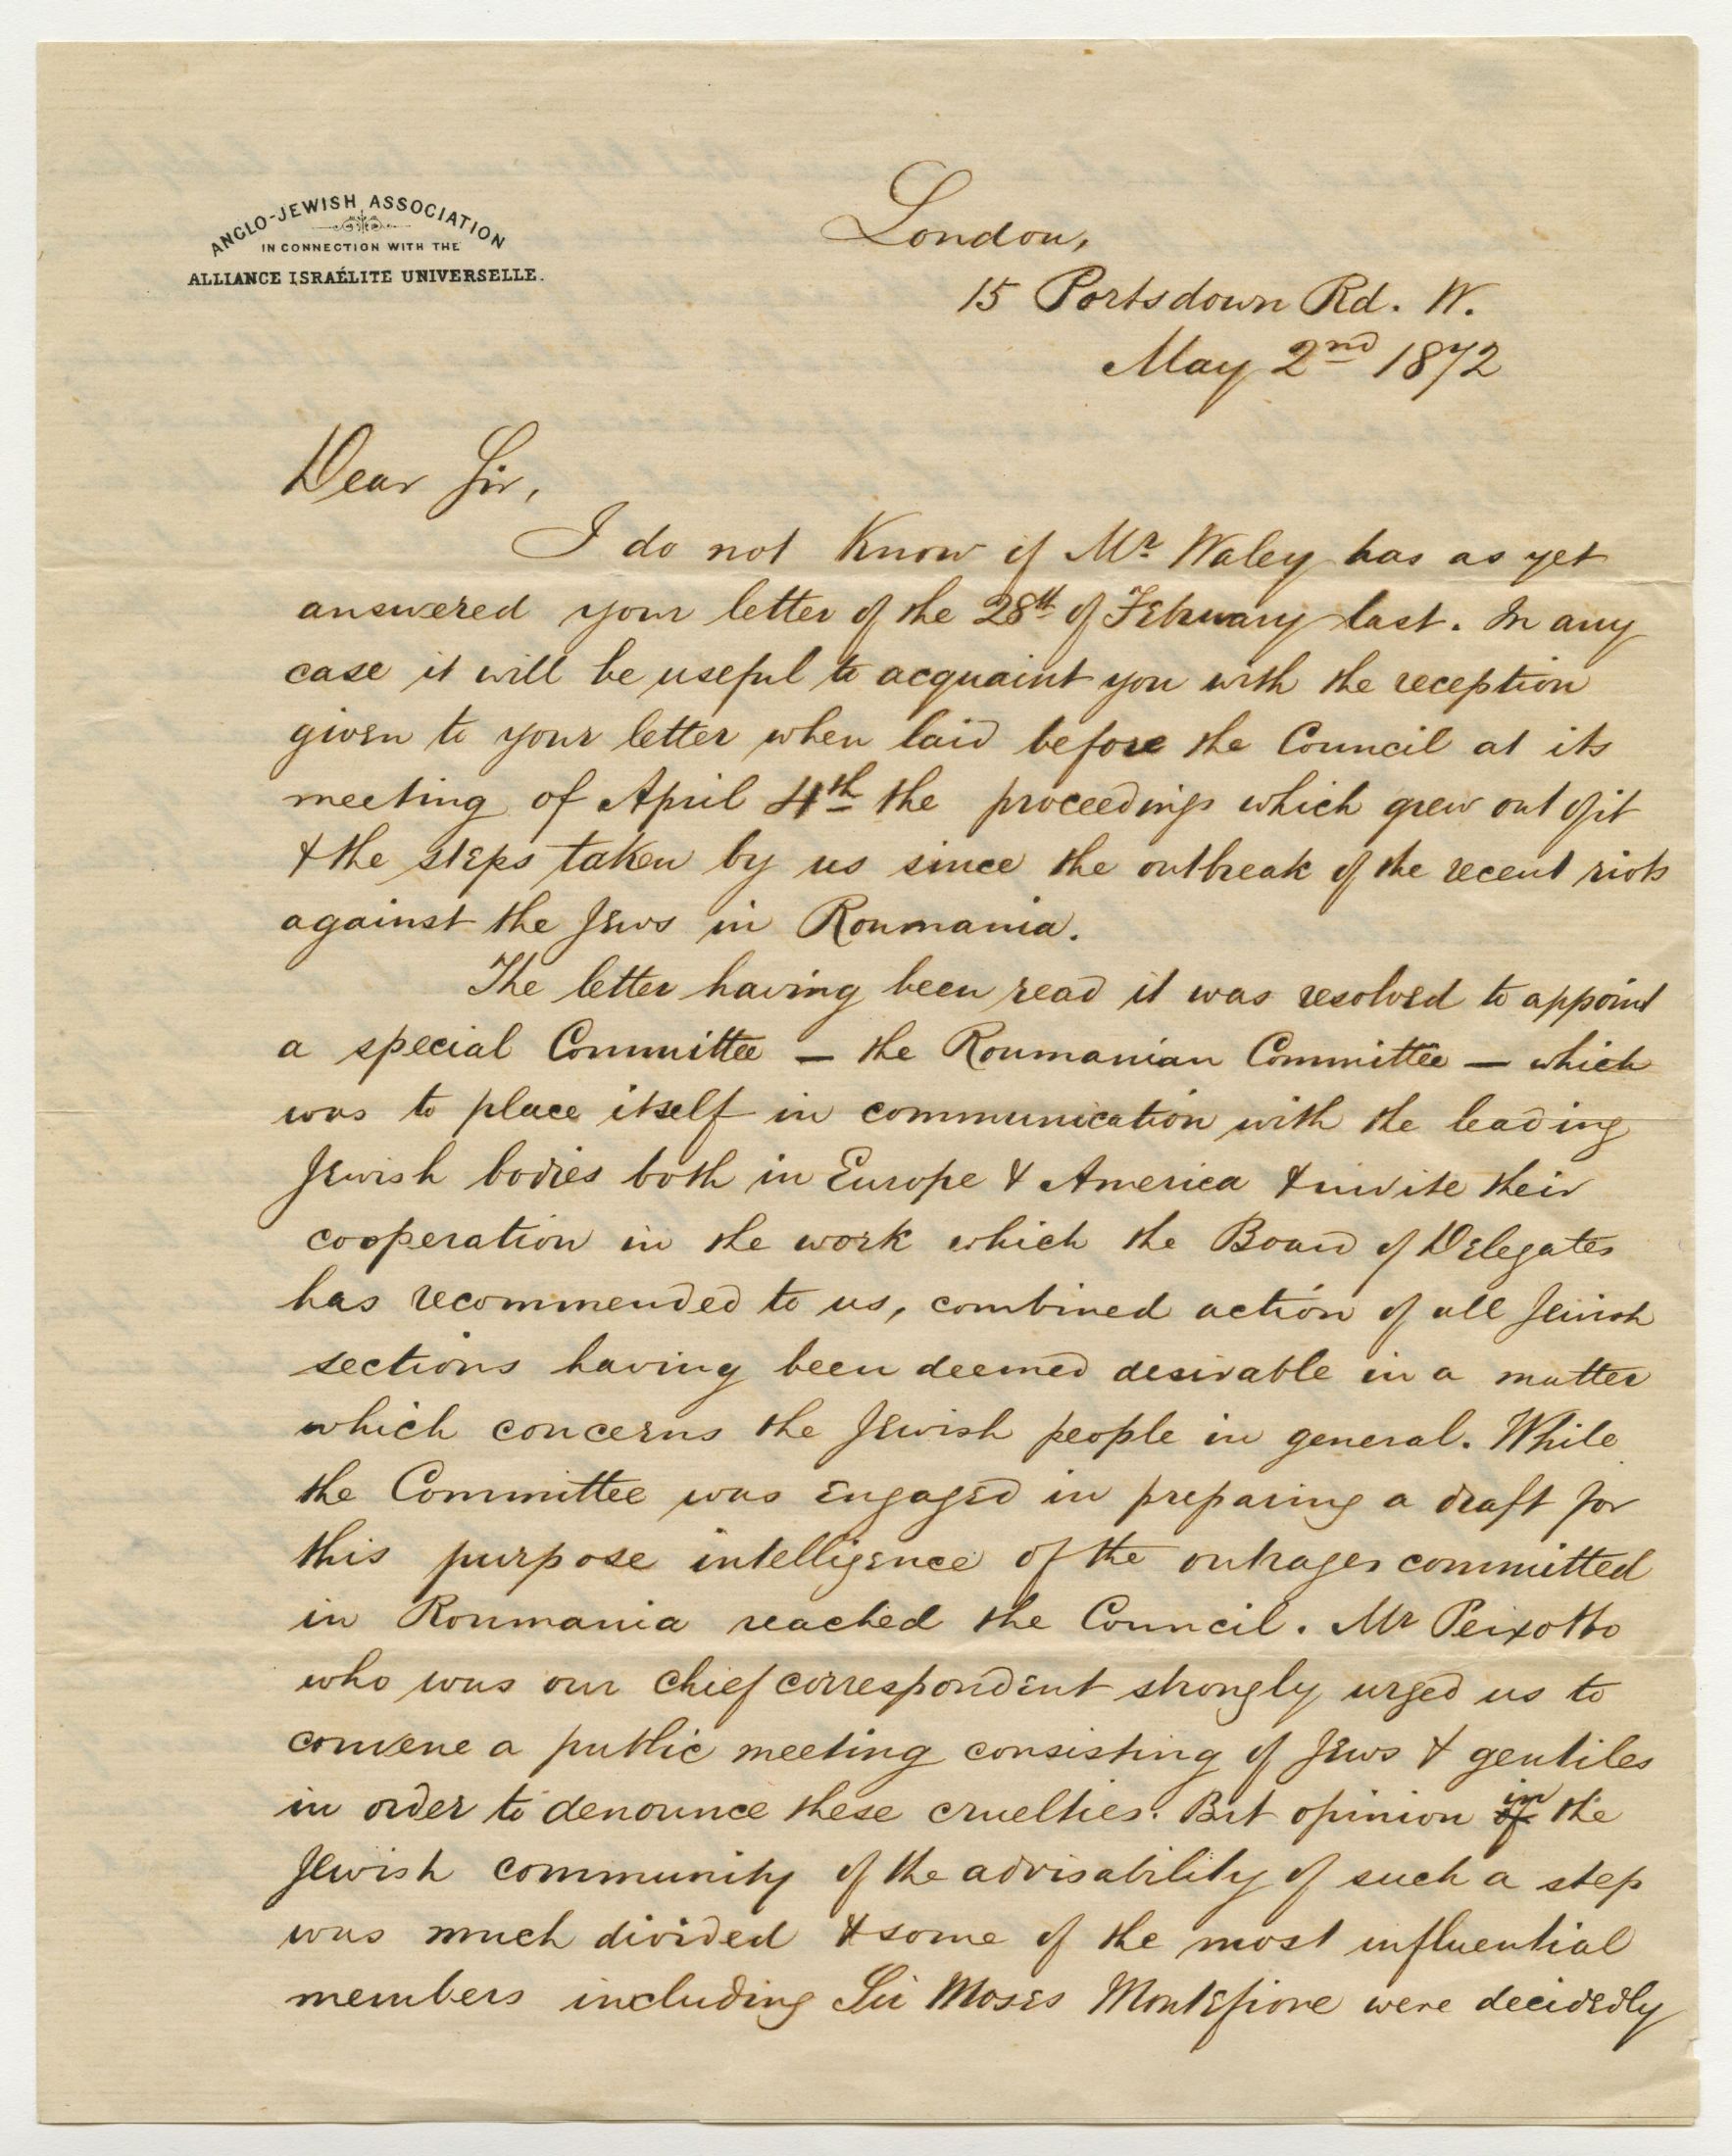 ANGLO-JEWISH ASSOCIATION
IN CONNECTION WITH THE
ALLIANCE ISRAÉLITE UNIVERSELLE.
London,
15 Portsdown Rd. W.
May 2nd 1872
Dear Sir,
I do not know if Mr. Waley has as yet
answered your letter of the 28th of February last. In any
case it will be useful to acquaint you with the reception
given to your letter when laid before the Council at its
meeting of April 4th the proceedings which grew out of it
& the steps taken by us since the outbreak of the recent riots
against the Jews in Roumania.
The letter having been read it was resolved to appoint
a special Committee — the Roumanian Committee — which
was to place itself in communication with the leading
Jewish bodies both in Europe & America & invite their
cooperation in the work which the Board of Delegates
has recommended to us, combined action of all Jewish
sections having been deemed desirable in a matter
which concerns the Jewish people in general. While
the Committee was engaged in preparing a draft for
this purpose intelligence of the outrages committed
in Roumania reached the Council. Mr Peixotto
who was our chief correspondent strongly urged us to
convene a public meeting consisting of Jews & gentiles
in order to denounce these cruelties. But opinion of in the
Jewish community of the advisability of such a step
was much divided & some of the most influential
members including Sir Moses Montefiore were decidedly